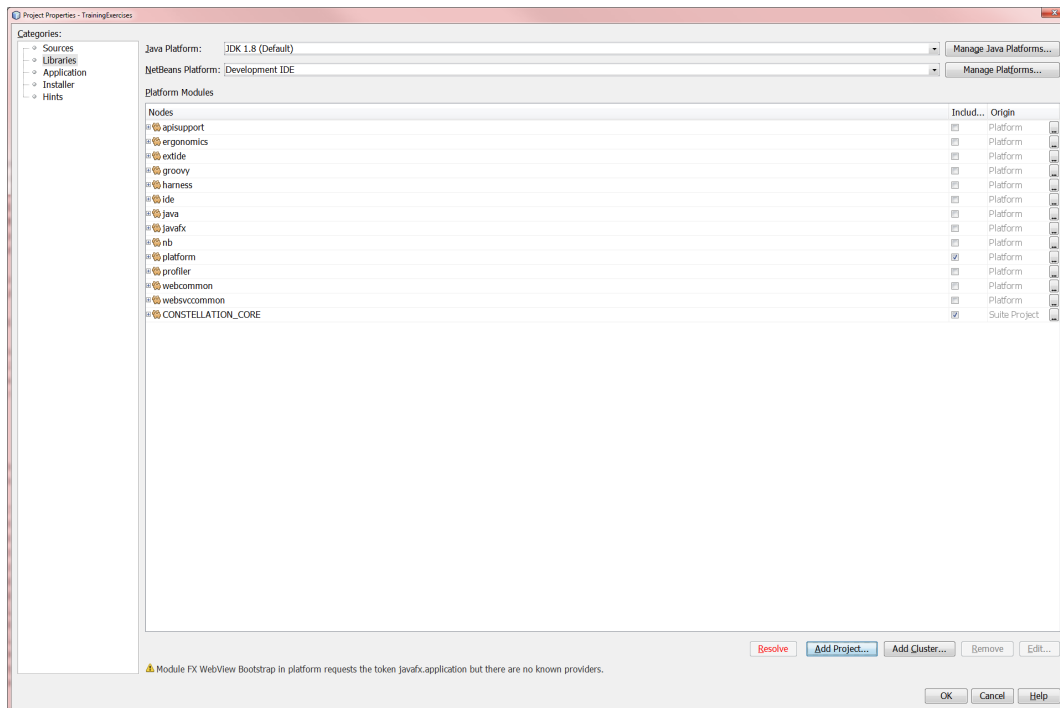 Project Properties - TrainingExercises
Categories:
Sources
Libraries
Application
Installer
Hints
Java Platform: JDK 1.8 (Default) Manage Java Platforms...
NetBeans Platform: Development IDE Manage Platforms...
Platform Modules
Nodes Includ... Origin
apisupport Platform ...
ergonomics Platform ...
extide Platform ...
groovy Platform ...
harness Platform ...
ide Platform ...
java Platform ...
javafx Platform ...
nb Platform ...
platform Platform ...
profiler Platform ...
webcommon Platform ...
websvccommon Platform ...
CONSTELLATION_CORE Suite Project ...
Resolve Add Project... Add Cluster... Remove Edit...
Module FX WebView Bootstrap in platform requests the token javafx.application but there are no known providers.
OK Cancel Help